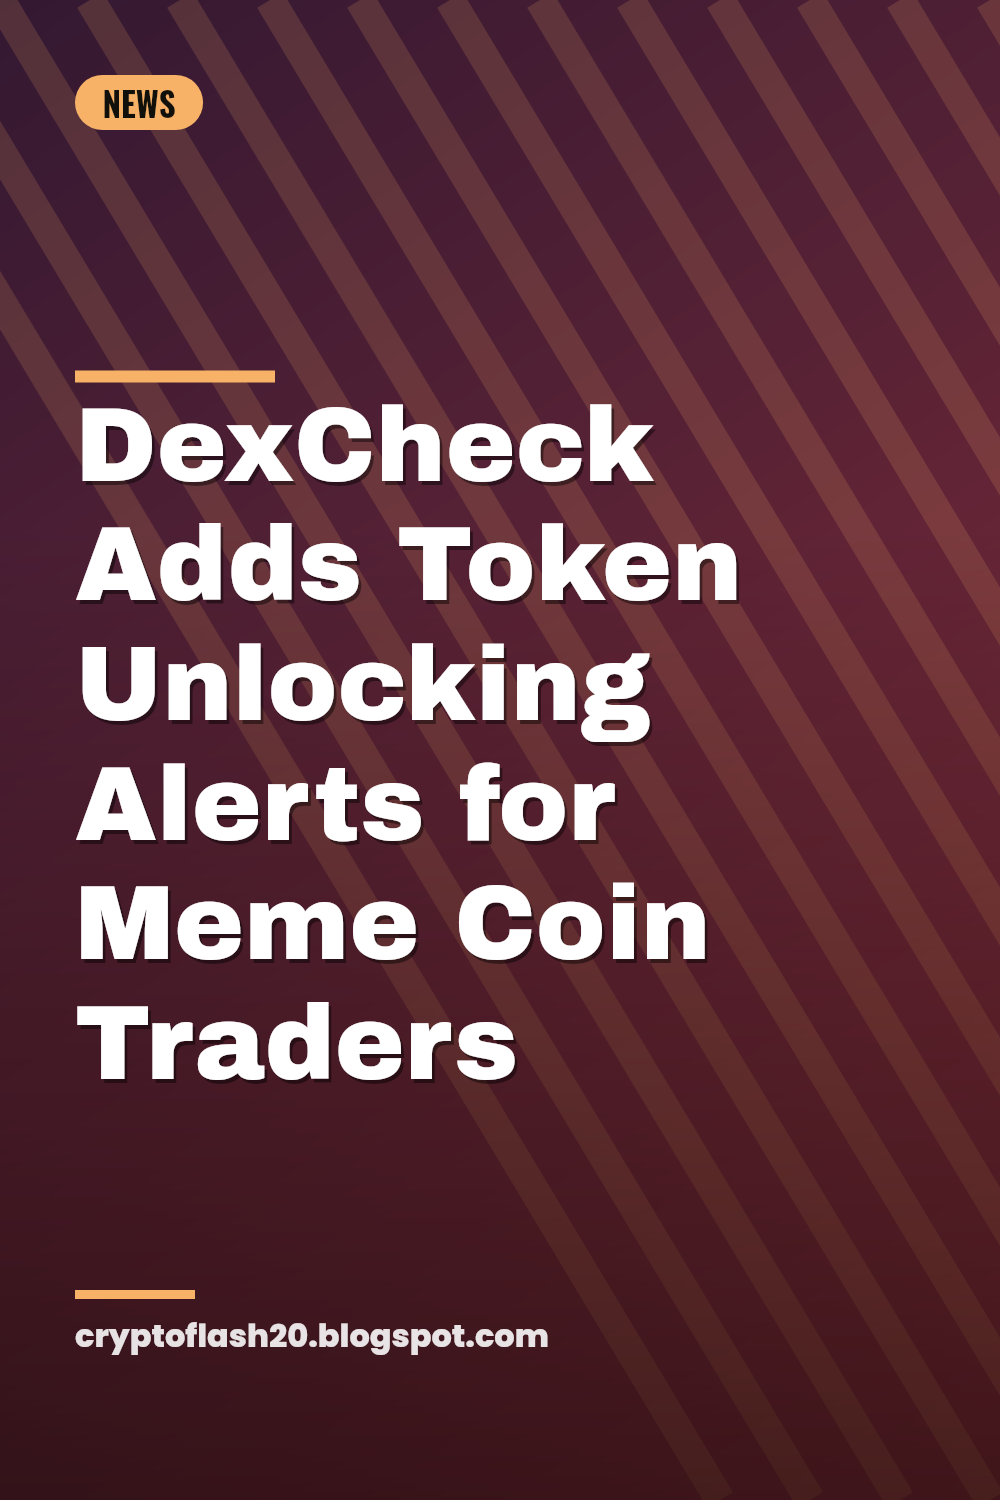 NEWS
DexCheck
Adds Token
Unlocking
Alerts for
Meme Coin
Traders
cryptoflash20.blogspot.com